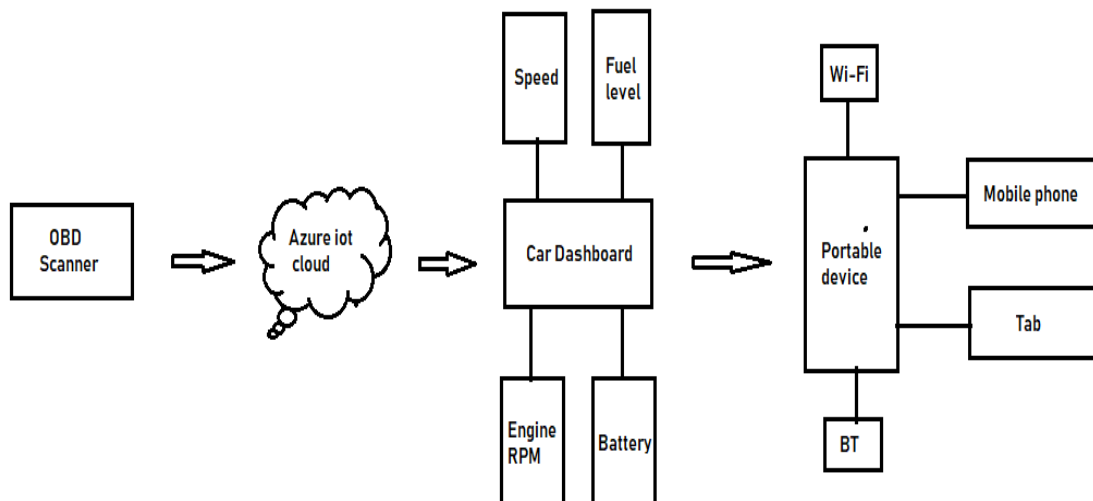 OBD
Scanner
Azure iot
cloud
Speed
Fuel
level
Car Dashboard
Engine
RPM
Battery
Wi-Fi
Portable
device
Mobile phone
Tab
BT